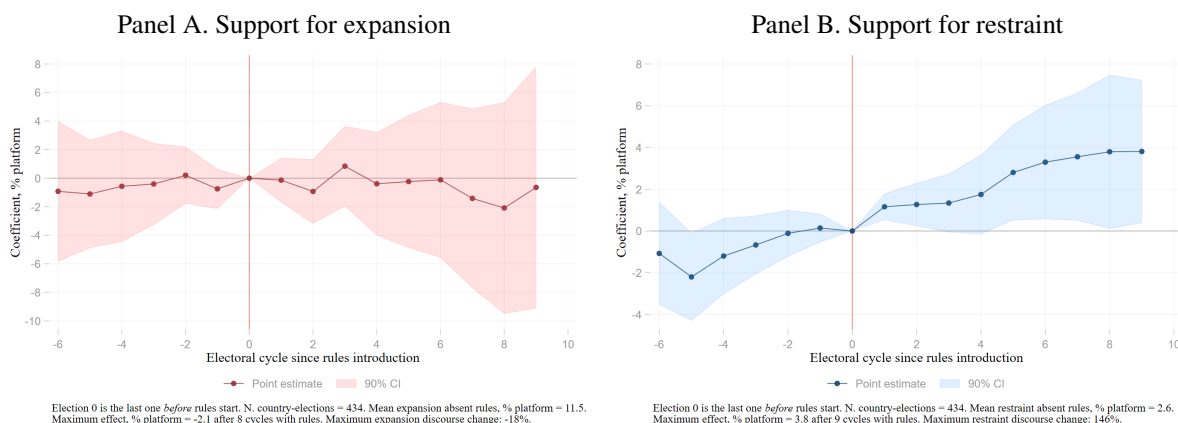 Panel A. Support for expansion
8
6
4
2
0
-2
-4
-6
-8
-10
Coefficient, % platform
-6 -4 -2 0 2 4 6 8 10
Electoral cycle since rules introduction
Point estimate 90% CI
Election 0 is the last one before rules start. N. country-elections = 434. Mean expansion absent rules, % platform = 11.5.
Maximum effect, % platform = -2.1 after 8 cycles with rules. Maximum expansion discourse change: -18%.
Panel B. Support for restraint
8
6
4
2
0
-2
-4
Coefficient, % platform
-6 -4 -2 0 2 4 6 8 10
Electoral cycle since rules introduction
Point estimate 90% CI
Election 0 is the last one before rules start. N. country-elections = 434. Mean restraint absent rules, % platform = 2.6.
Maximum effect, % platform = 3.8 after 9 cycles with rules. Maximum restraint discourse change: 146%.